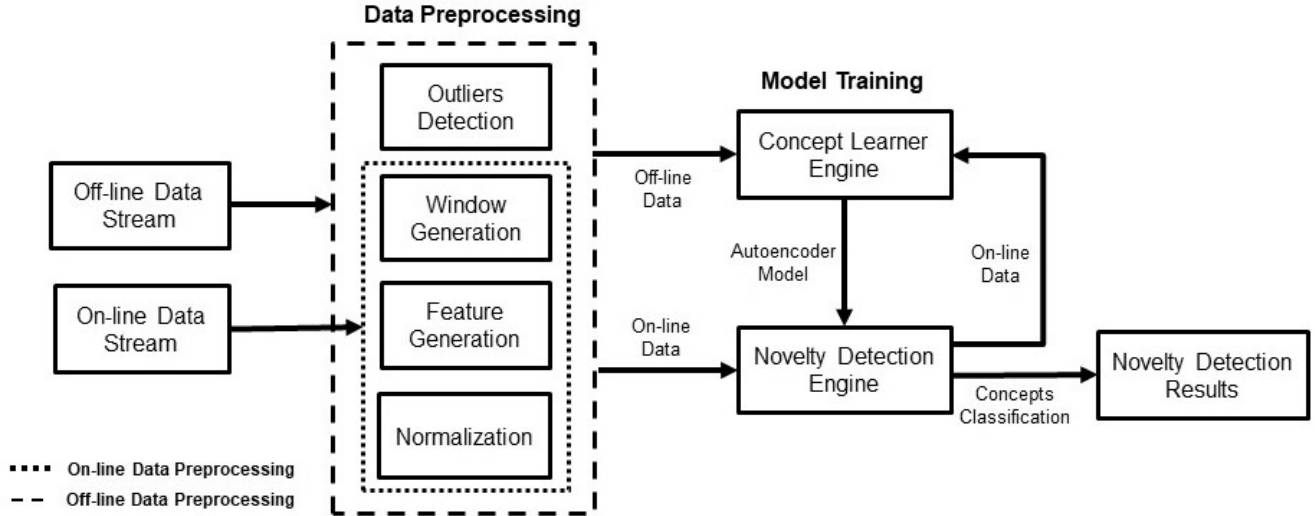 Data Preprocessing
Outliers
Detection
Window
Generation
Feature
Generation
Normalization
Off-line Data
Stream
On-line Data
Stream
Model Training
Concept Learner
Engine
Off-line
Data
Autoencoder
Model
On-line
Data
On-line
Data
Novelty Detection
Engine
Concepts
Classification
Novelty Detection
Results
On-line Data Preprocessing
Off-line Data Preprocessing